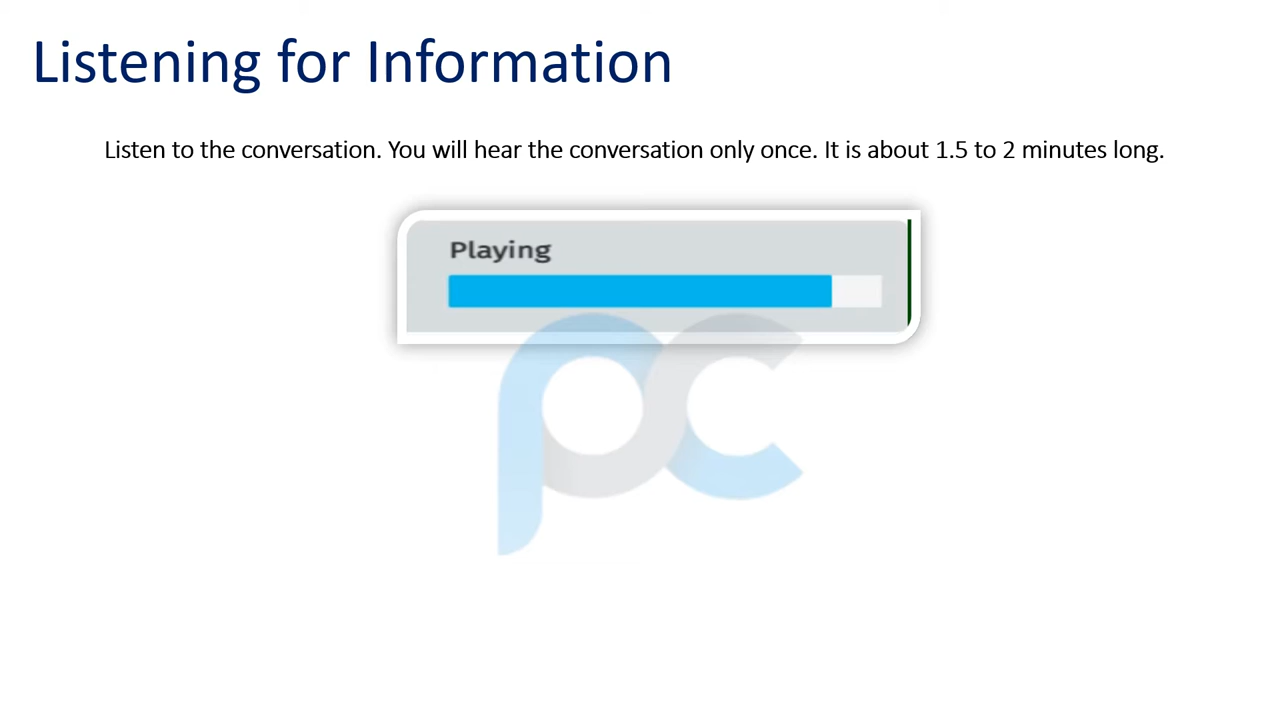 Listening for Information
Listen to the conversation. You will hear the conversation only once. It is about 1.5 to 2 minutes long.
Playing
pc